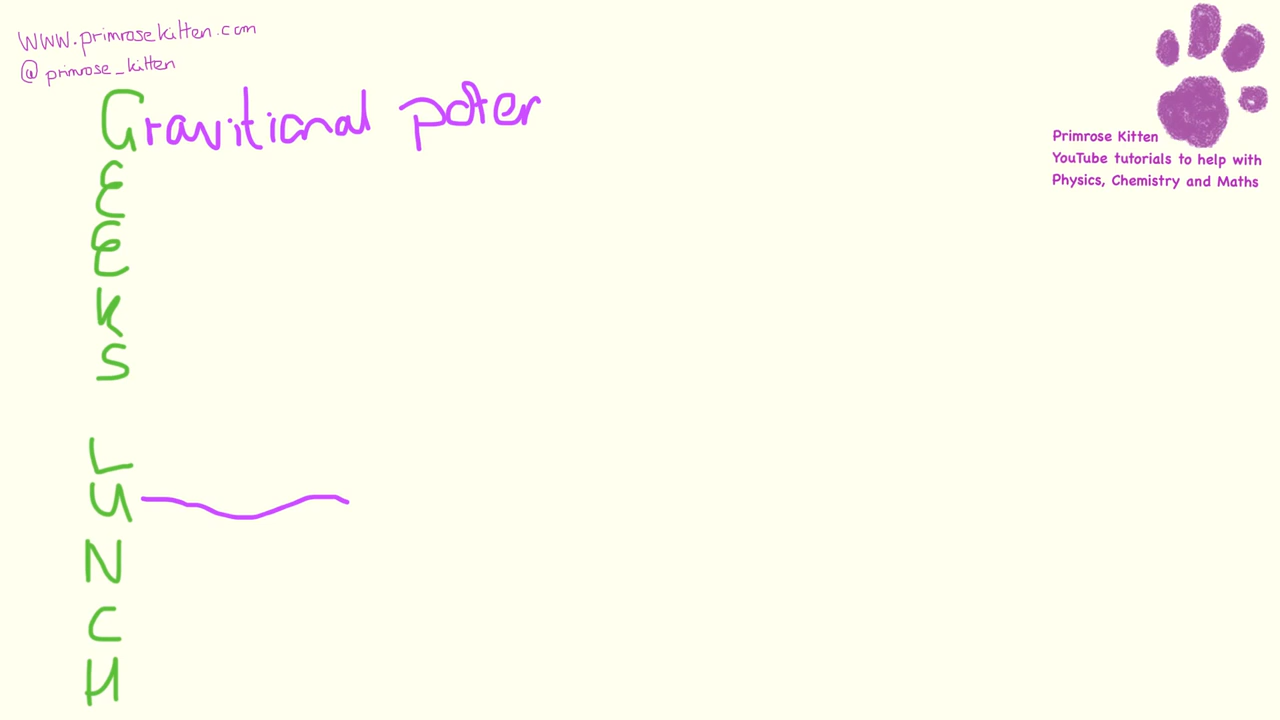 www.primrosekitten.com
@primrose_kitten
Gravitional poter
E
E
K
S
L
U
N
C
H
Primrose Kitten
YouTube tutorials to help with
Physics, Chemistry and Maths